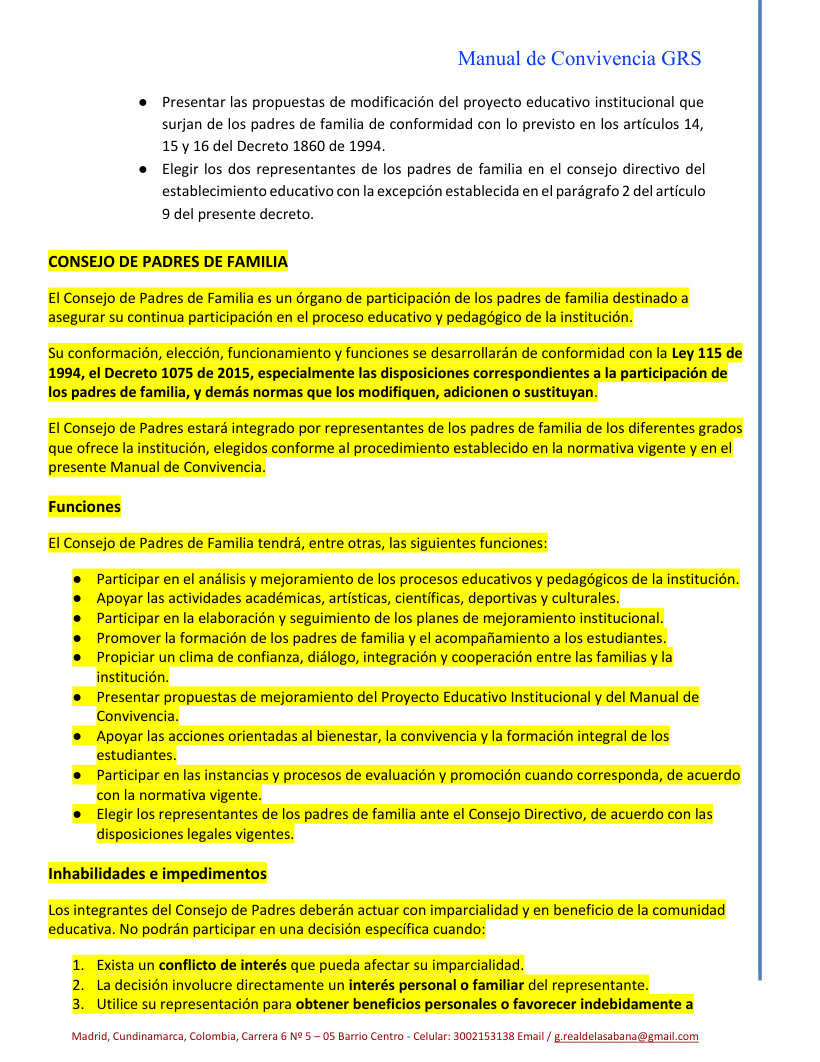 Manual de Convivencia GRS
● Presentar las propuestas de modificación del proyecto educativo institucional que
surjan de los padres de familia de conformidad con lo previsto en los artículos 14,
15 y 16 del Decreto 1860 de 1994.
● Elegir los dos representantes de los padres de familia en el consejo directivo del
establecimiento educativo con la excepción establecida en el parágrafo 2 del artículo
9 del presente decreto.
CONSEJO DE PADRES DE FAMILIA
El Consejo de Padres de Familia es un órgano de participación de los padres de familia destinado a
asegurar su continua participación en el proceso educativo y pedagógico de la institución.
Su conformación, elección, funcionamiento y funciones se desarrollarán de conformidad con la Ley 115 de
1994, el Decreto 1075 de 2015, especialmente las disposiciones correspondientes a la participación de
los padres de familia, y demás normas que los modifiquen, adicionen o sustituyan.
El Consejo de Padres estará integrado por representantes de los padres de familia de los diferentes grados
que ofrece la institución, elegidos conforme al procedimiento establecido en la normativa vigente y en el
presente Manual de Convivencia.
Funciones
El Consejo de Padres de Familia tendrá, entre otras, las siguientes funciones:
● Participar en el análisis y mejoramiento de los procesos educativos y pedagógicos de la institución.
● Apoyar las actividades académicas, artísticas, científicas, deportivas y culturales.
● Participar en la elaboración y seguimiento de los planes de mejoramiento institucional.
● Promover la formación de los padres de familia y el acompañamiento a los estudiantes.
● Propiciar un clima de confianza, diálogo, integración y cooperación entre las familias y la
institución.
● Presentar propuestas de mejoramiento del Proyecto Educativo Institucional y del Manual de
Convivencia.
● Apoyar las acciones orientadas al bienestar, la convivencia y la formación integral de los
estudiantes.
● Participar en las instancias y procesos de evaluación y promoción cuando corresponda, de acuerdo
con la normativa vigente.
● Elegir los representantes de los padres de familia ante el Consejo Directivo, de acuerdo con las
disposiciones legales vigentes.
Inhabilidades e impedimentos
Los integrantes del Consejo de Padres deberán actuar con imparcialidad y en beneficio de la comunidad
educativa. No podrán participar en una decisión específica cuando:
1. Exista un conflicto de interés que pueda afectar su imparcialidad.
2. La decisión involucre directamente un interés personal o familiar del representante.
3. Utilice su representación para obtener beneficios personales o favorecer indebidamente a
Madrid, Cundinamarca, Colombia, Carrera 6 Nº 5 – 05 Barrio Centro - Celular: 3002153138 Email / g.realdelasabana@gmail.com